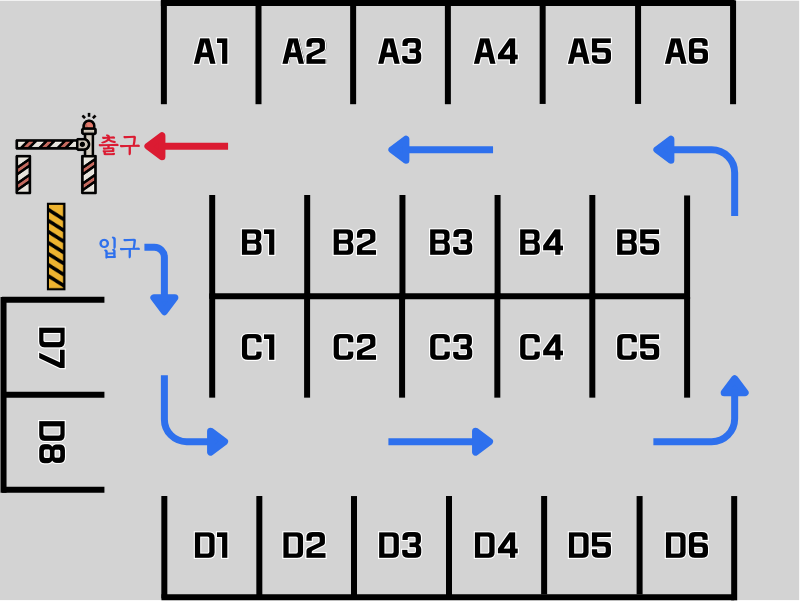 A1 A2 A3 A4 A5 A6
출구
B1 B2 B3 B4 B5
입구
C1 C2 C3 C4 C5
D7
D8
D1 D2 D3 D4 D5 D6